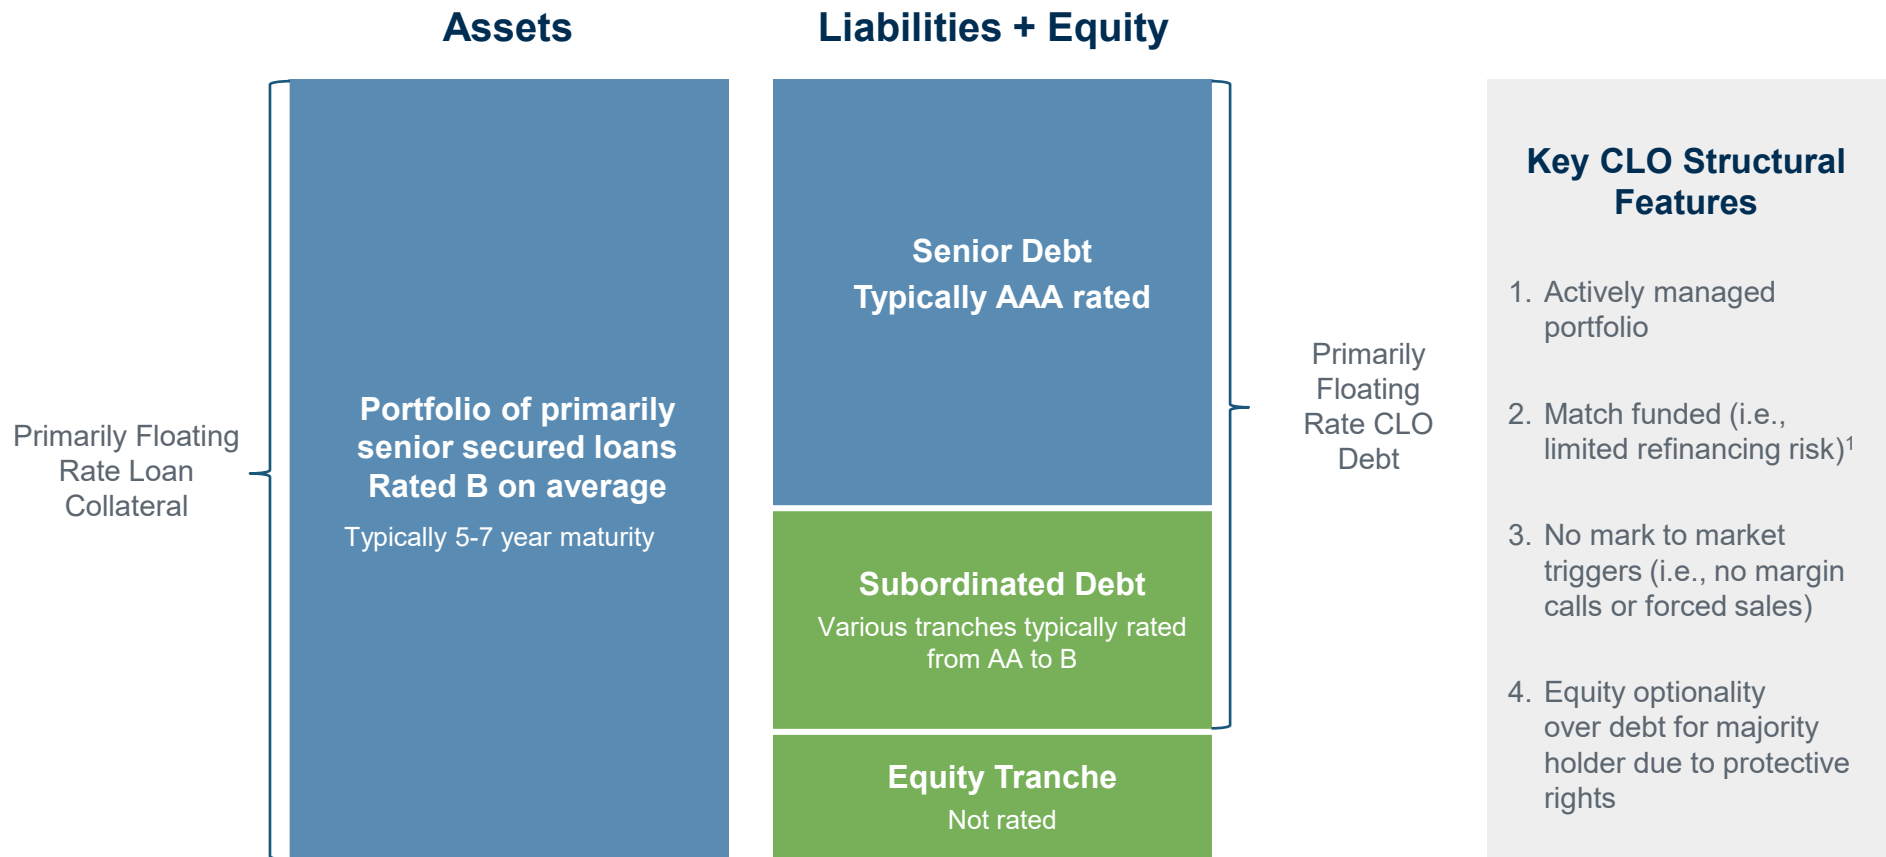 Assets
Liabilities + Equity
Primarily Floating
Rate Loan
Collateral
Portfolio of primarily
senior secured loans
Rated B on average
Typically 5-7 year maturity
Senior Debt
Typically AAA rated
Subordinated Debt
Various tranches typically rated
from AA to B
Equity Tranche
Not rated
Primarily
Floating
Rate CLO
Debt
Key CLO Structural
Features
1. Actively managed
portfolio
2. Match funded (i.e.,
limited refinancing risk)¹
3. No mark to market
triggers (i.e., no margin
calls or forced sales)
4. Equity optionality
over debt for majority
holder due to protective
rights